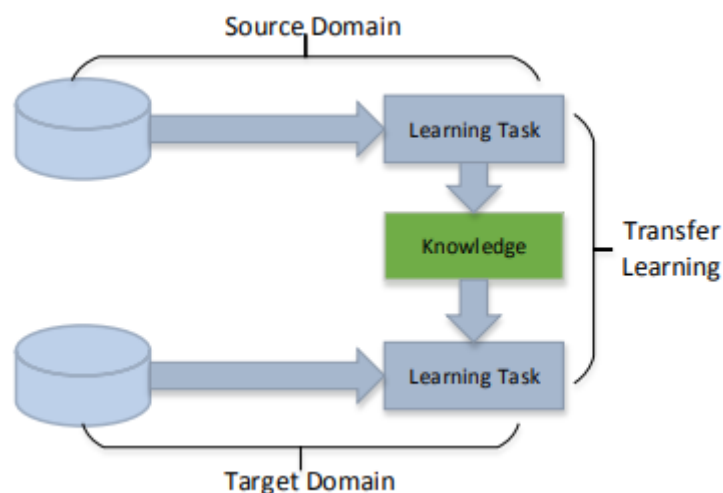 Source Domain
Learning Task
Knowledge
Transfer
Learning
Learning Task
Target Domain